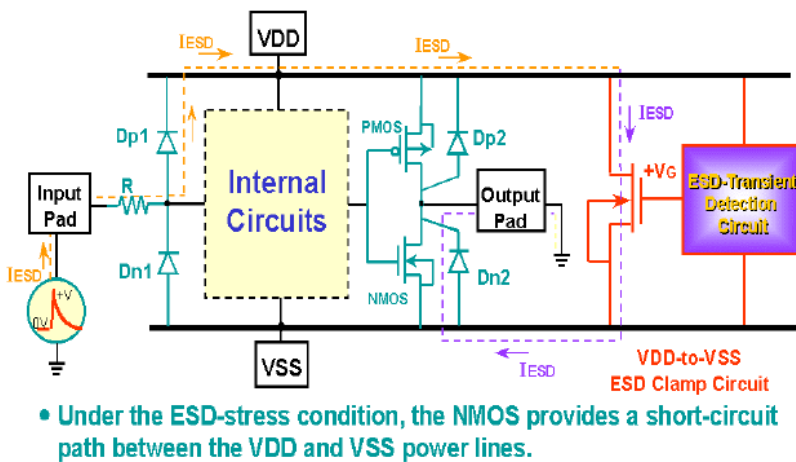 IESD
VDD
IESD
Dp1
PMOS
Dp2
IESD
+VG
ESD-Transient
Detection
Circuit
Input
Pad
R
Internal
Circuits
Output
Pad
IESD
Dn1
NMOS
Dn2
+V
0V
VSS
IESD
VDD-to-VSS
ESD Clamp Circuit
• Under the ESD-stress condition, the NMOS provides a short-circuit
path between the VDD and VSS power lines.